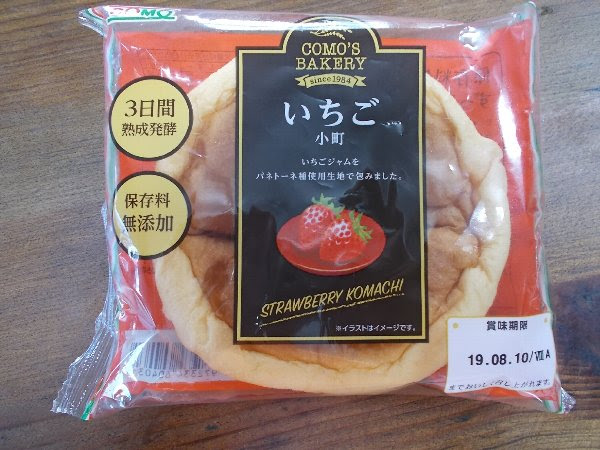 COMO
COMO'S
BAKERY
since1984
いちご
小町
いちごジャムを
パネトーネ種使用生地で包みました。
3日間
熟成発酵
保存料
無添加
STRAWBERRY KOMACHI
※イラストはイメージです。
賞味期限
19.08.10/ⅦA